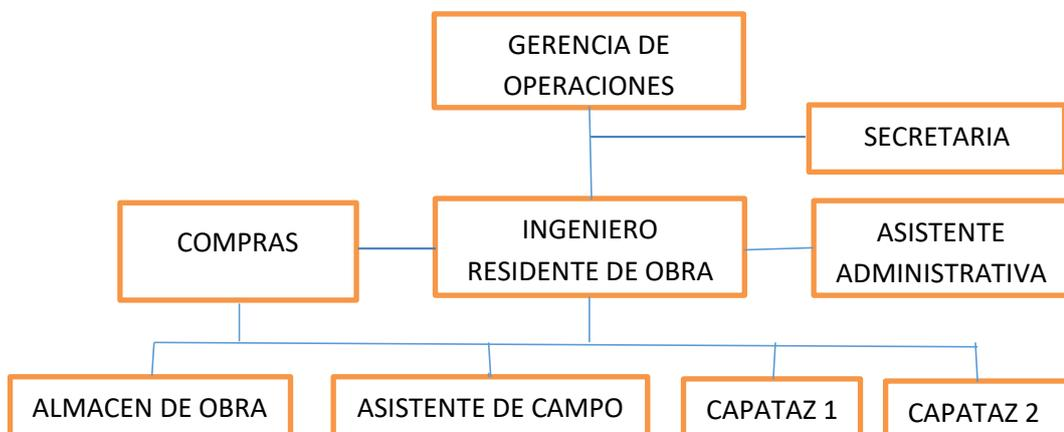 GERENCIA DE
OPERACIONES
SECRETARIA
COMPRAS
INGENIERO
RESIDENTE DE OBRA
ASISTENTE
ADMINISTRATIVA
ALMACEN DE OBRA
ASISTENTE DE CAMPO
CAPATAZ 1
CAPATAZ 2